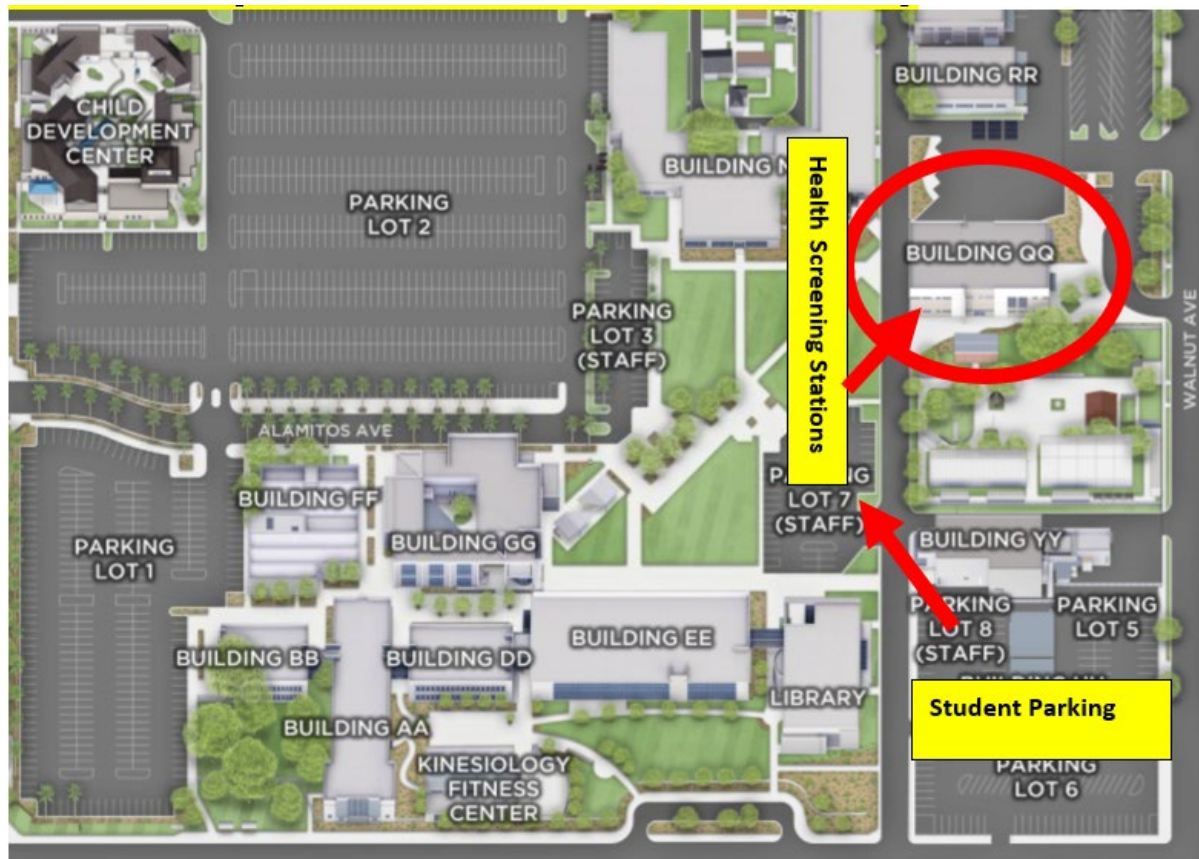 CHILD
DEVELOPMENT
CENTER
PARKING
LOT 2
BUILDING RR
BUILDING
Health Screening Stations
BUILDING QQ
PARKING
LOT 3
(STAFF)
WALNUT AVE
ALAMITOS AVE
BUILDING FF
BUILDING GG
LOT 7
(STAFF)
PARKING
LOT 1
BUILDING YY
PARKING
LOT 8
(STAFF)
PARKING
LOT 5
BUILDING BB
BUILDING DD
BUILDING EE
LIBRARY
BUILDING AA
Student Parking
KINESIOLOGY
FITNESS
CENTER
PARKING
LOT 6